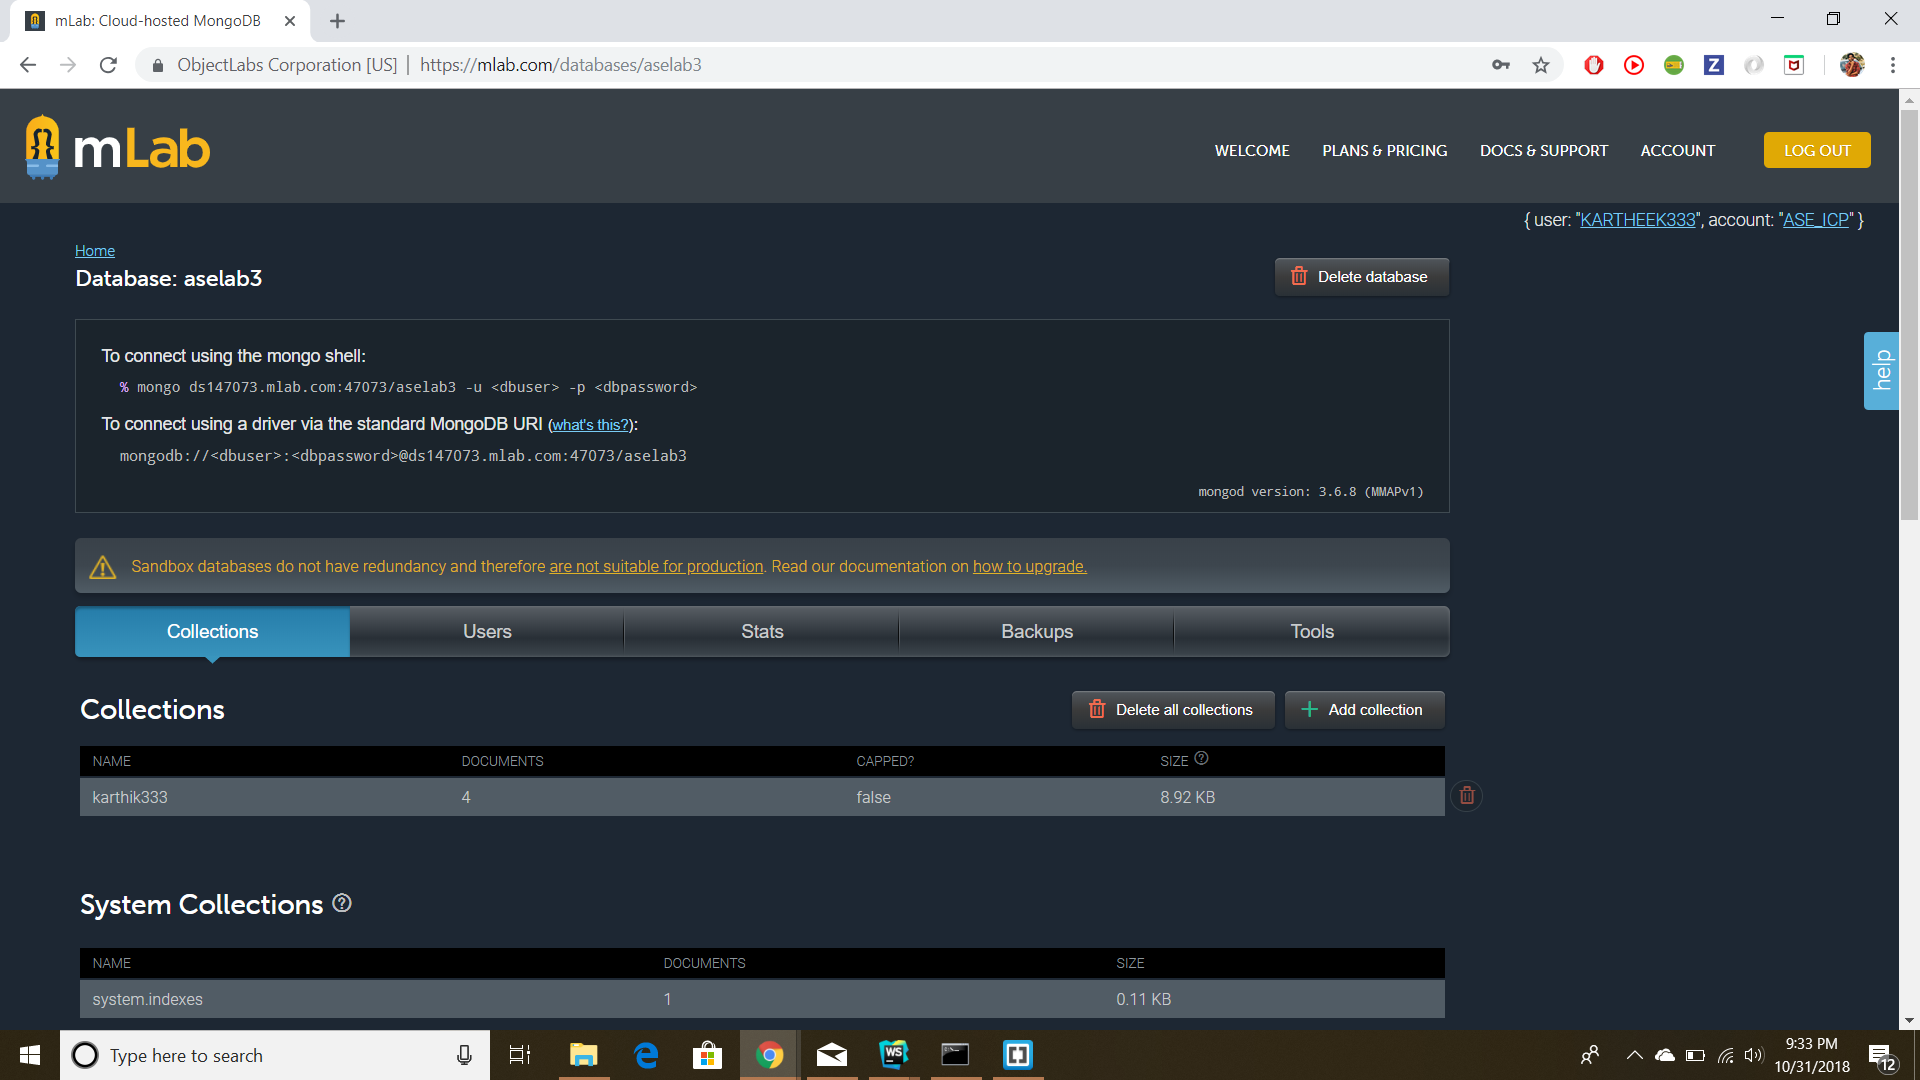 mLab: Cloud-hosted MongoDB
ObjectLabs Corporation [US] | https://mlab.com/databases/aselab3
mLab
WELCOME
PLANS & PRICING
DOCS & SUPPORT
ACCOUNT
LOG OUT
{ user: "KARTHEEK333", account: "ASE_ICP" }
Home
Database: aselab3
Delete database
help
To connect using the mongo shell:
% mongo ds147073.mlab.com:47073/aselab3 -u <dbuser> -p <dbpassword>
To connect using a driver via the standard MongoDB URI (what's this?):
mongodb://<dbuser>:<dbpassword>@ds147073.mlab.com:47073/aselab3
mongod version: 3.6.8 (MMAPv1)
Sandbox databases do not have redundancy and therefore are not suitable for production. Read our documentation on how to upgrade.
Collections
Users
Stats
Backups
Tools
Collections
Delete all collections
Add collection
NAME DOCUMENTS CAPPED? SIZE ?
karthik333 4 false 8.92 KB
System Collections ?
NAME DOCUMENTS SIZE
system.indexes 1 0.11 KB
Type here to search
WS
9:33 PM
10/31/2018
12